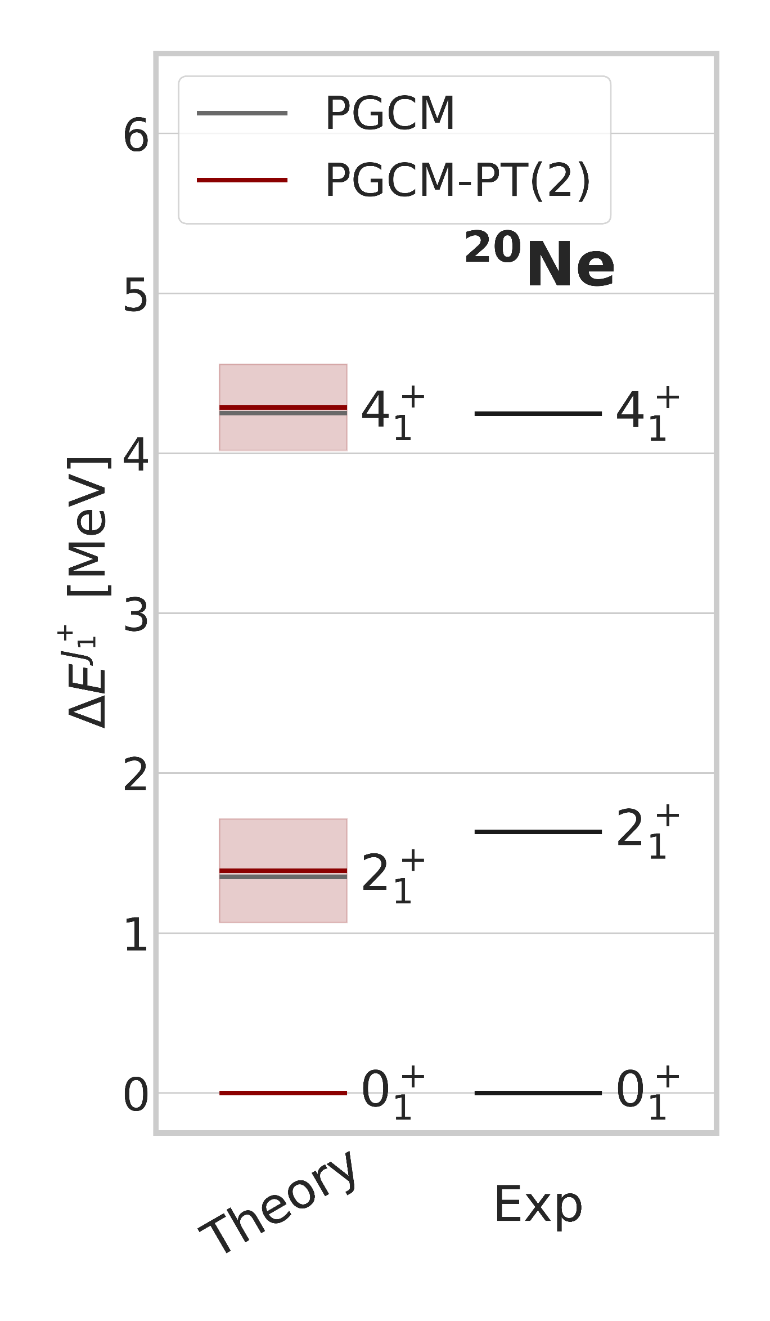 PGCM
PGCM-PT(2)
²⁰Ne
6
5
4
3
2
1
0
ΔE^{J₁⁺} [MeV]
4₁⁺ 4₁⁺
2₁⁺ 2₁⁺
0₁⁺ 0₁⁺
Theory Exp